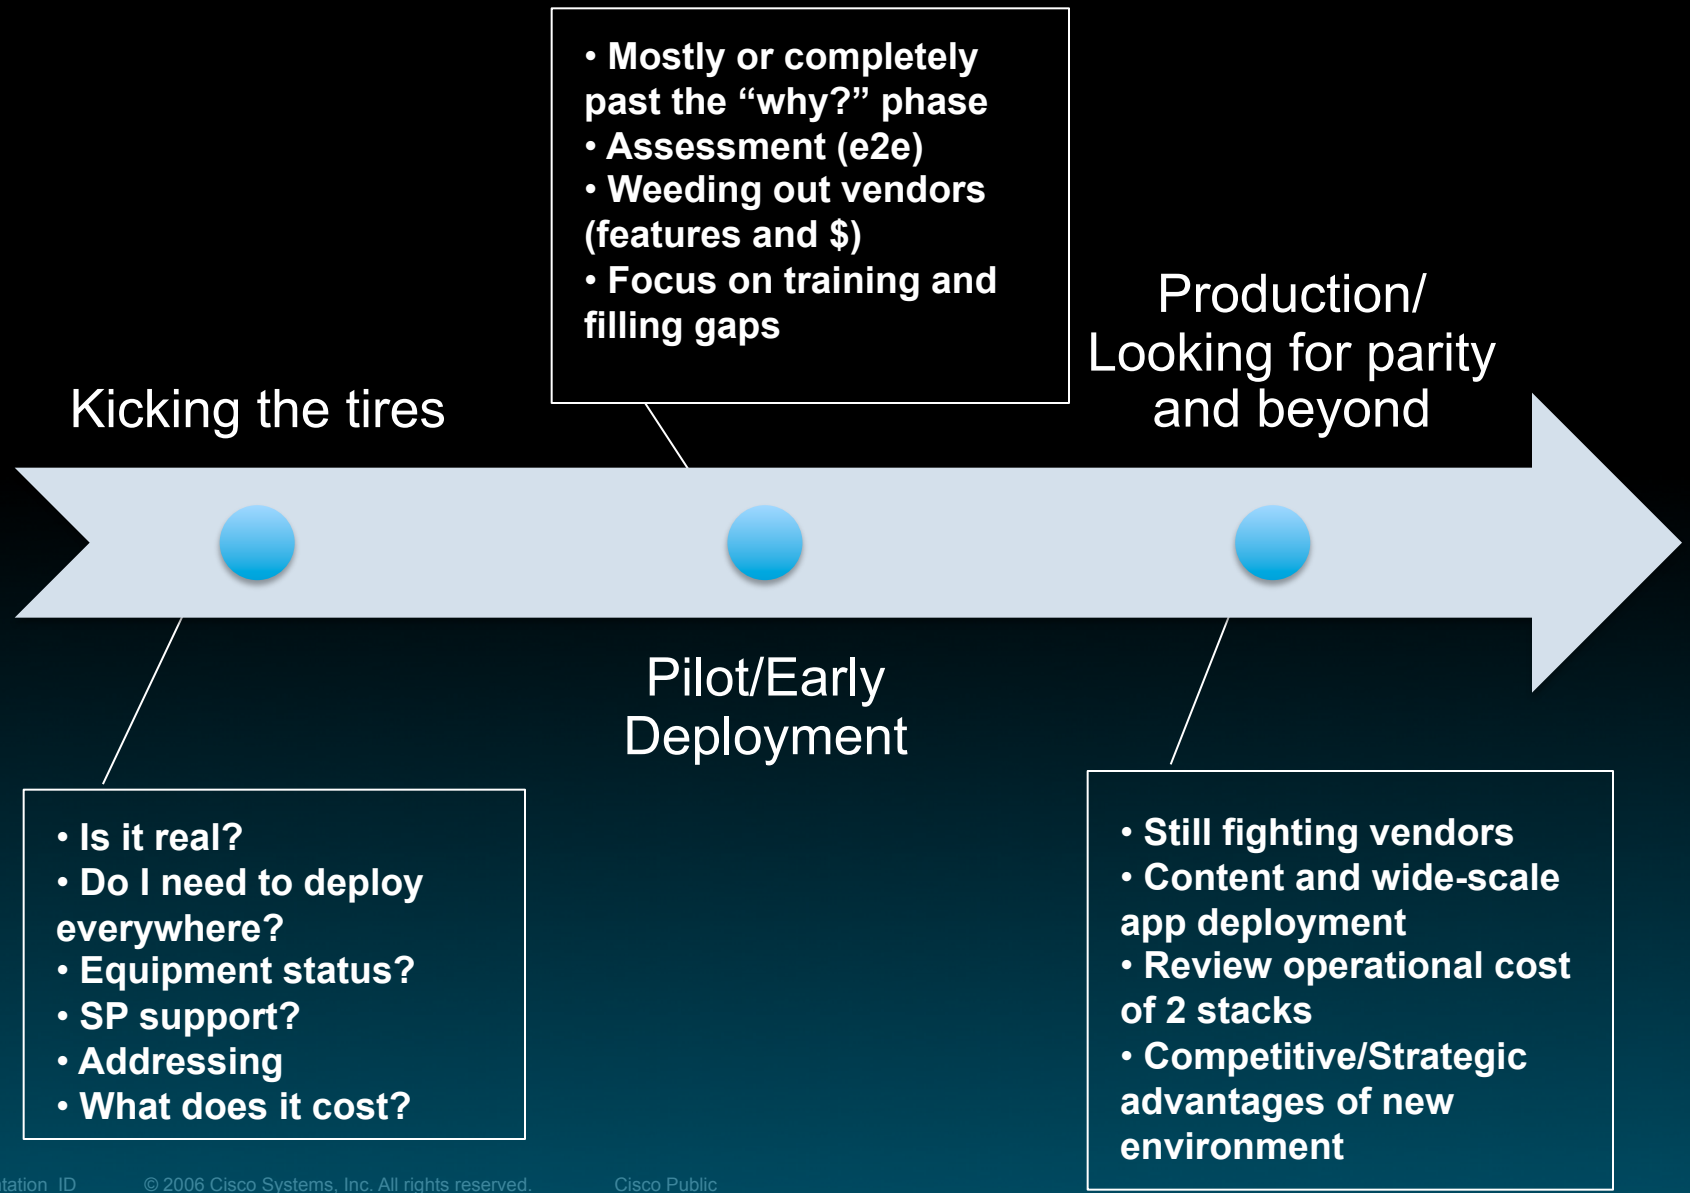 • Mostly or completely
past the “why?” phase
• Assessment (e2e)
• Weeding out vendors
(features and $)
• Focus on training and
filling gaps
Production/
Looking for parity
and beyond
Kicking the tires
Pilot/Early
Deployment
• Is it real?
• Do I need to deploy
everywhere?
• Equipment status?
• SP support?
• Addressing
• What does it cost?
• Still fighting vendors
• Content and wide-scale
app deployment
• Review operational cost
of 2 stacks
• Competitive/Strategic
advantages of new
environment
ntation_ID © 2006 Cisco Systems, Inc. All rights reserved. Cisco Public